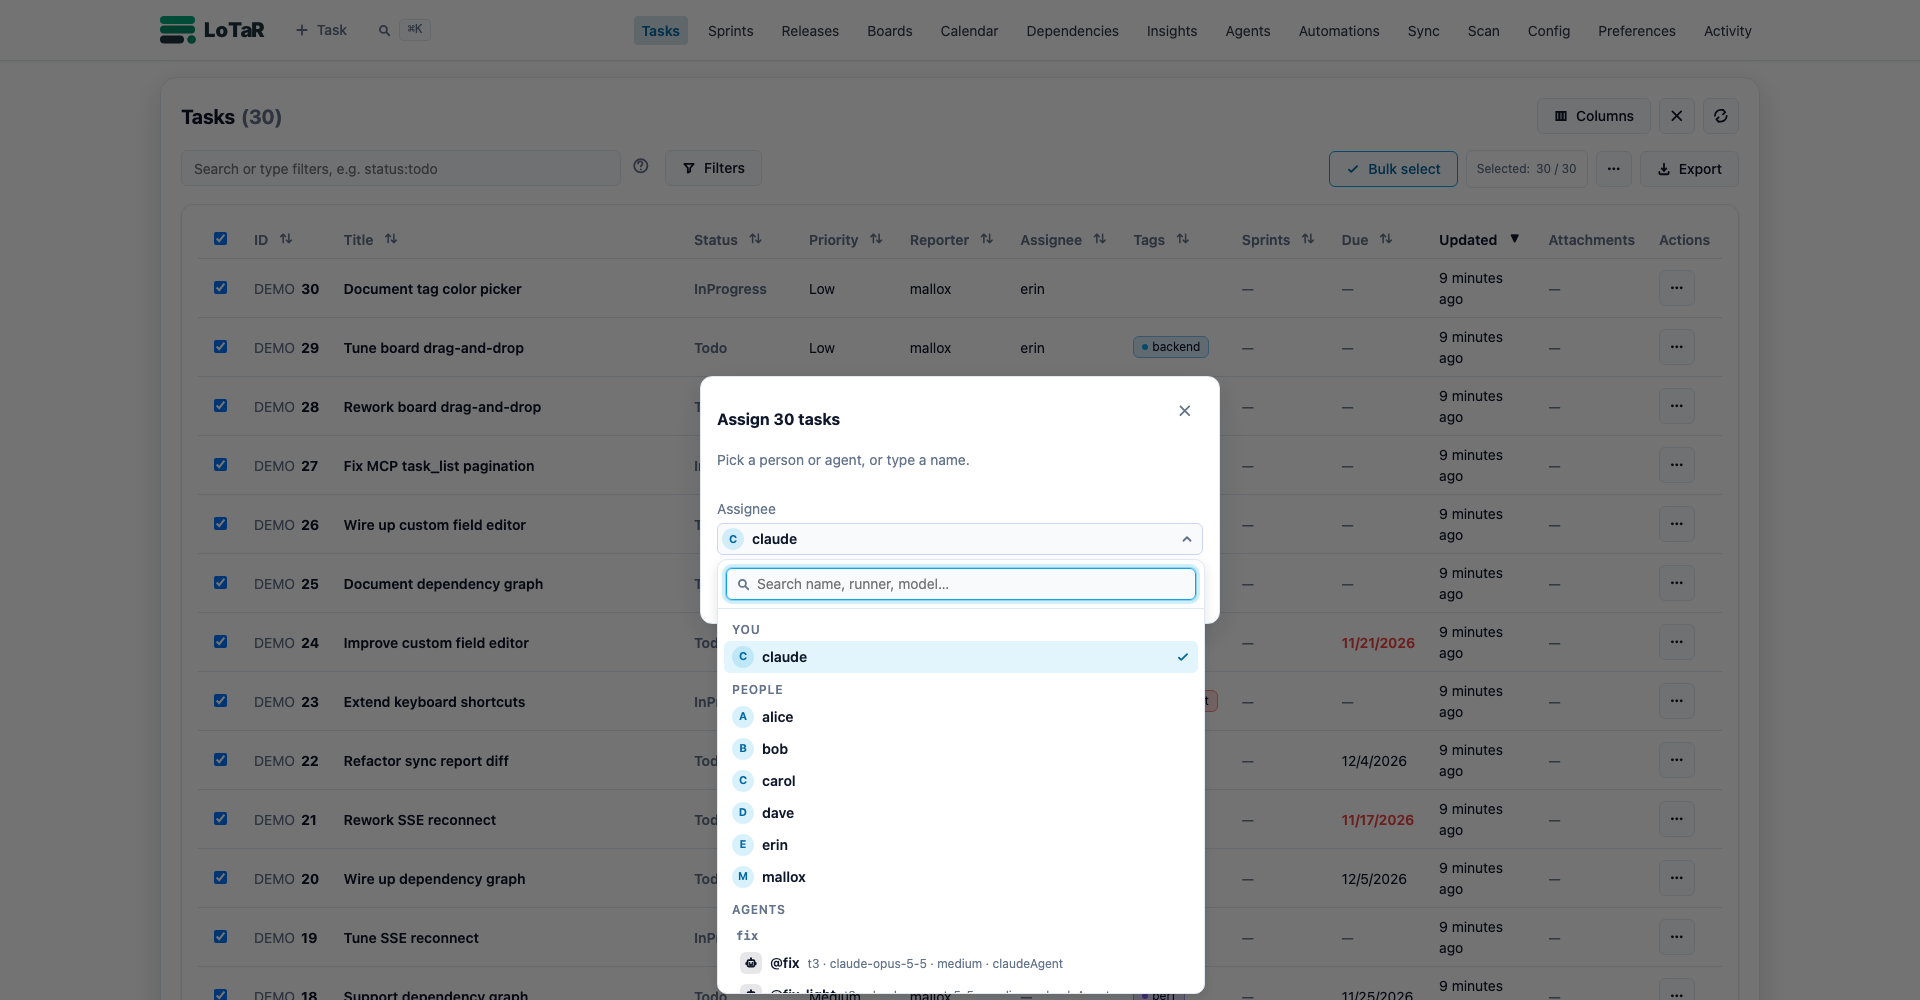 LoTaR
Task
⌘K
Tasks
Sprints
Releases
Boards
Calendar
Dependencies
Insights
Agents
Automations
Sync
Scan
Config
Preferences
Activity
Tasks (30)
Columns
Search or type filters, e.g. status:todo
Filters
Bulk select
Selected: 30 / 30
Export
ID Title Status Priority Reporter Assignee Tags Sprints Due Updated Attachments Actions
DEMO 30 Document tag color picker InProgress Low mallox erin — — 9 minutes ago —
DEMO 29 Tune board drag-and-drop Todo Low mallox erin backend — — 9 minutes ago —
DEMO 28 Rework board drag-and-drop — — 9 minutes ago —
DEMO 27 Fix MCP task_list pagination — — 9 minutes ago —
DEMO 26 Wire up custom field editor — — 9 minutes ago —
DEMO 25 Document dependency graph — — 9 minutes ago —
DEMO 24 Improve custom field editor — 11/21/2026 9 minutes ago —
DEMO 23 Extend keyboard shortcuts — — 9 minutes ago —
DEMO 22 Refactor sync report diff — 12/4/2026 9 minutes ago —
DEMO 21 Rework SSE reconnect — 11/17/2026 9 minutes ago —
DEMO 20 Wire up dependency graph — 12/5/2026 9 minutes ago —
DEMO 19 Tune SSE reconnect — — 9 minutes ago —
DEMO 18 Support dependency graph Todo Medium mallox — 11/25/2026 9 minutes —
Assign 30 tasks
Pick a person or agent, or type a name.
Assignee
C claude
Search name, runner, model...
YOU
C claude
PEOPLE
A alice
B bob
C carol
D dave
E erin
M mallox
AGENTS
fix
@fix t3 · claude-opus-5-5 · medium · claudeAgent